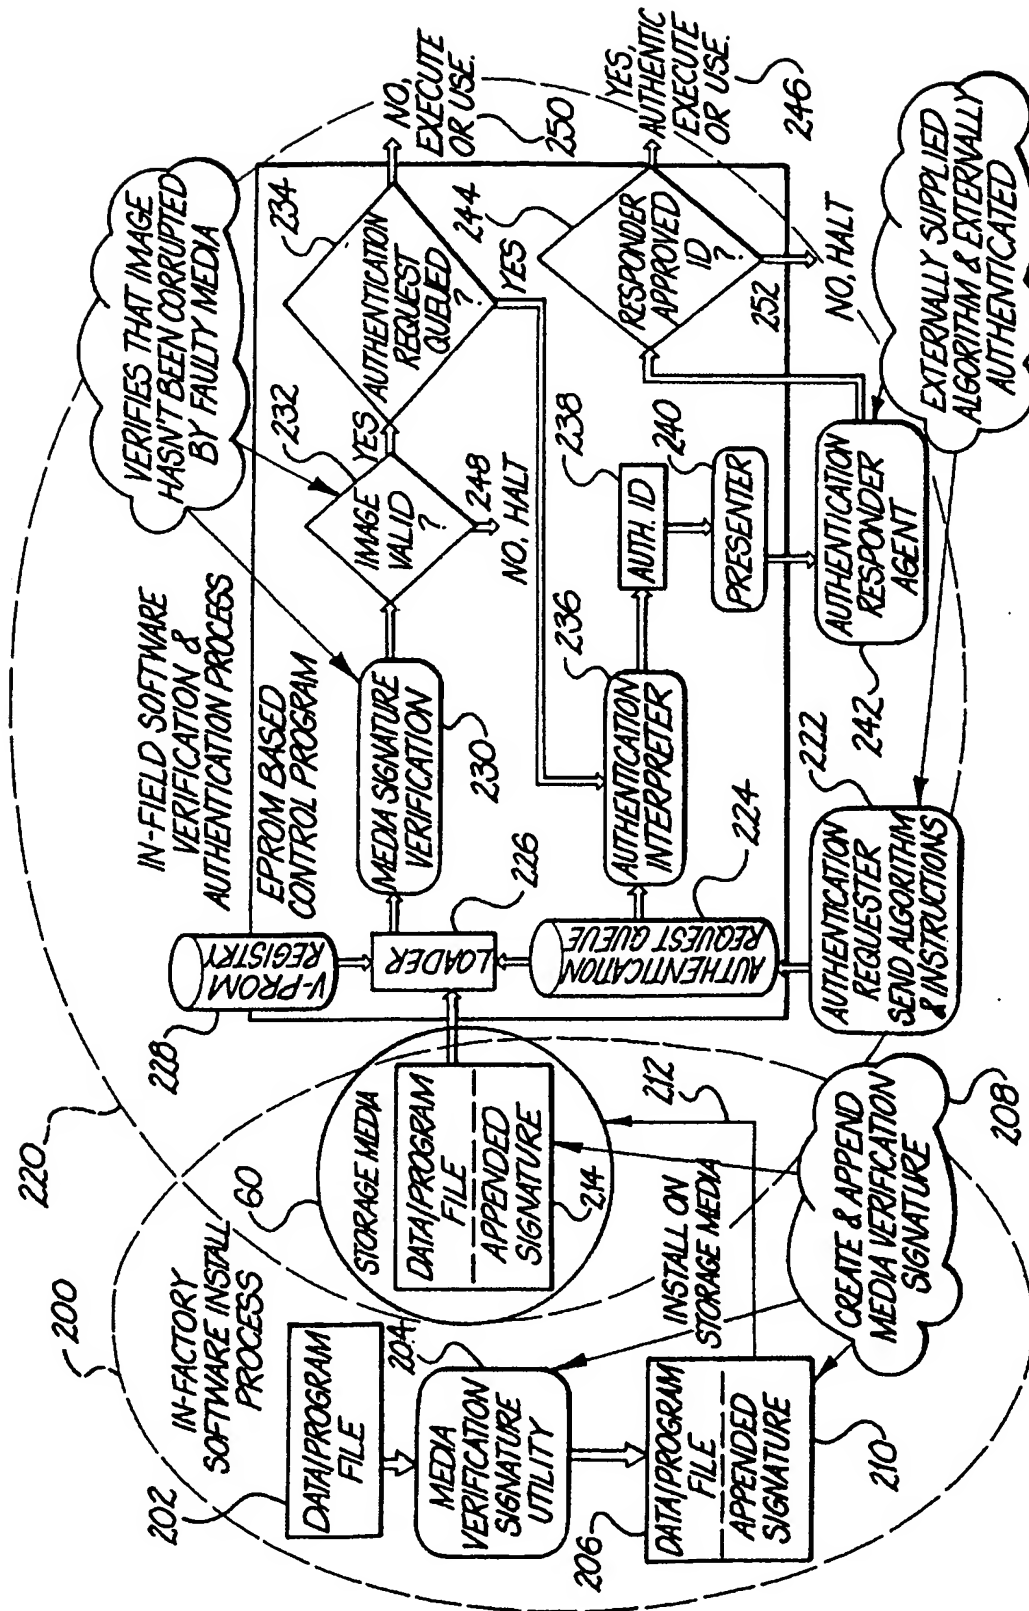 200
IN-FACTORY
SOFTWARE INSTALL
PROCESS
202
DATA/PROGRAM
FILE
204
MEDIA
VERIFICATION
SIGNATURE
UTILITY
206
DATA/PROGRAM
FILE
APPENDED
SIGNATURE
210
INSTALL ON
STORAGE MEDIA
212
CREATE & APPEND
MEDIA VERIFICATION
SIGNATURE
208
60
STORAGE MEDIA
DATA/PROGRAM
FILE
APPENDED
SIGNATURE
214
220
IN-FIELD SOFTWARE
VERIFICATION &
AUTHENTICATION PROCESS
228
V-PROM
REGISTRY
EPROM BASED
CONTROL PROGRAM
LOADER
226
AUTHENTICATION
REQUEST QUEUE
224
AUTHENTICATION
REQUESTER
SEND ALGORITHM
& INSTRUCTIONS
222
MEDIA SIGNATURE
VERIFICATION
230
VERIFIES THAT IMAGE
HASN'T BEEN CORRUPTED
BY FAULTY MEDIA
232
IMAGE
VALID
?
YES
248
NO, HALT
234
AUTHENTICATION
REQUEST
QUEUED
?
YES
NO,
EXECUTE
OR USE.
250
AUTHENTICATION
INTERPRETER
236
AUTH. ID
238
PRESENTER
240
AUTHENTICATION
RESPONDER
AGENT
242
244
RESPONDER
APPROVED
ID
?
252
NO, HALT
YES,
AUTHENTIC
(EXECUTE
OR USE.
246
EXTERNALLY SUPPLIED
ALGORITHM & EXTERNALLY
AUTHENTICATED